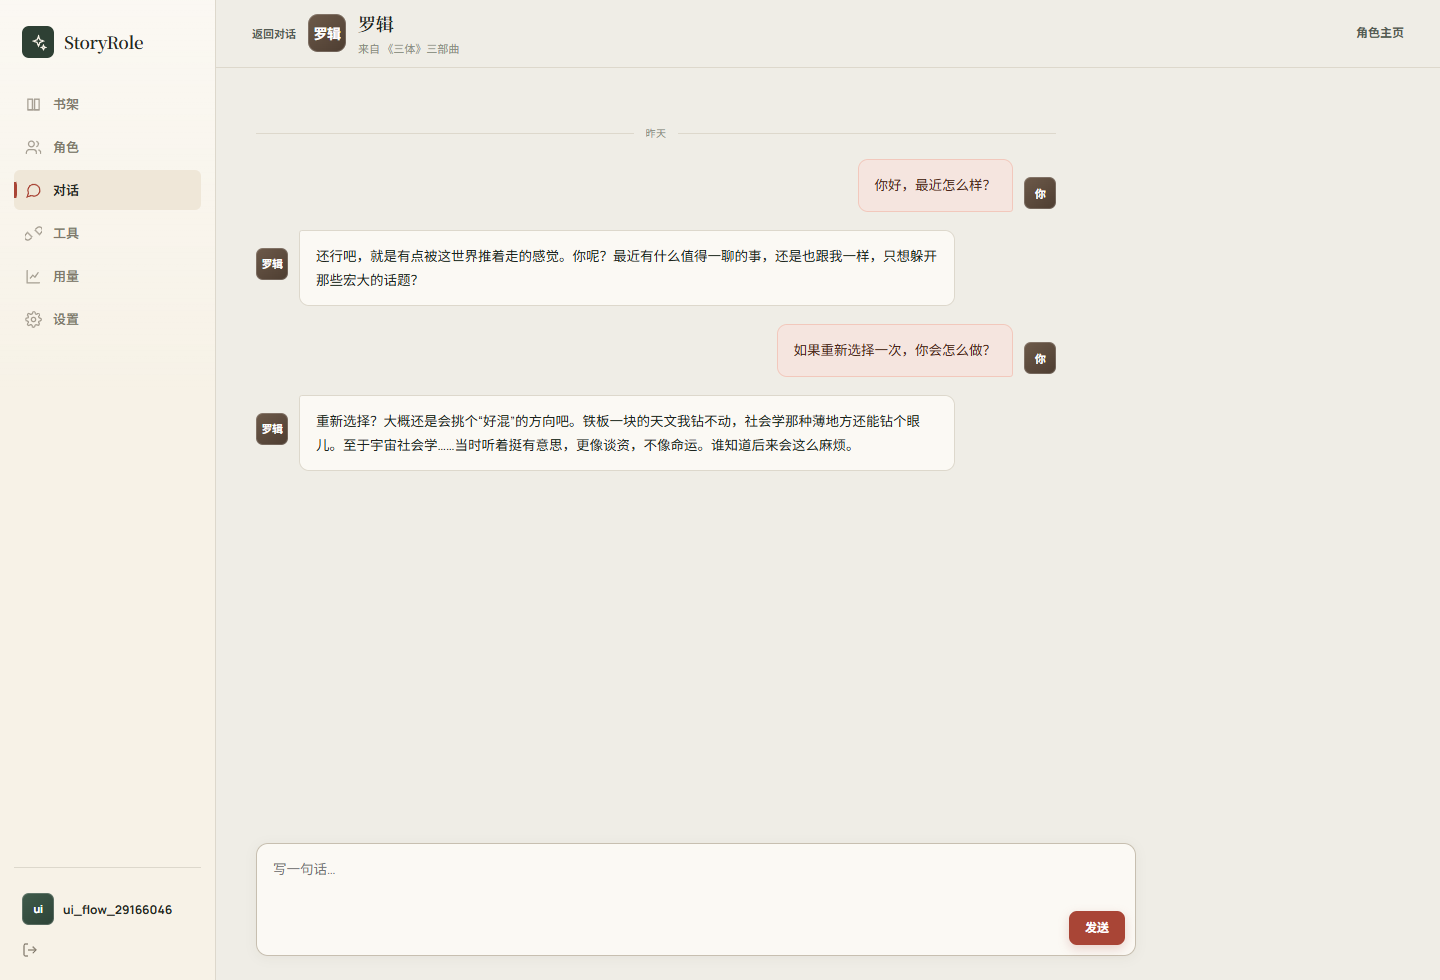 StoryRole
书架
角色
对话
工具
用量
设置
ui
ui_flow_29166046
返回对话
罗辑
罗辑
来自 《三体》三部曲
角色主页
昨天
你好，最近怎么样？
你
罗辑
还行吧，就是有点被这世界推着走的感觉。你呢？最近有什么值得一聊的事，还是也跟我一样，只想躲开
那些宏大的话题？
如果重新选择一次，你会怎么做？
你
罗辑
重新选择？大概还是会挑个“好混”的方向吧。铁板一块的天文我钻不动，社会学那种薄地方还能钻个眼
儿。至于宇宙社会学……当时听着挺有意思，更像谈资，不像命运。谁知道后来会这么麻烦。
写一句话...
发送